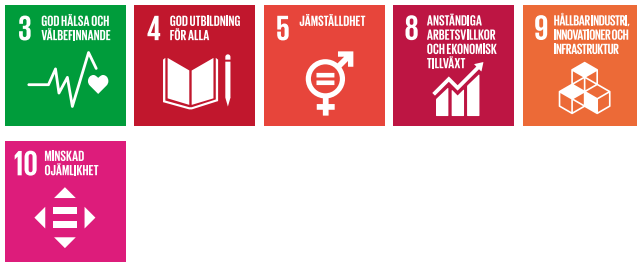 3 GOD HÄLSA OCH
VÄLBEFINNANDE
4 GOD UTBILDNING
FÖR ALLA
5 JÄMSTÄLLDHET
8 ANSTÄNDIGA
ARBETSVILLKOR
OCH EKONOMISK
TILLVÄXT
9 HÅLLBAR INDUSTRI,
INNOVATIONER OCH
INFRASTRUKTUR
10 MINSKAD
OJÄMLIKHET